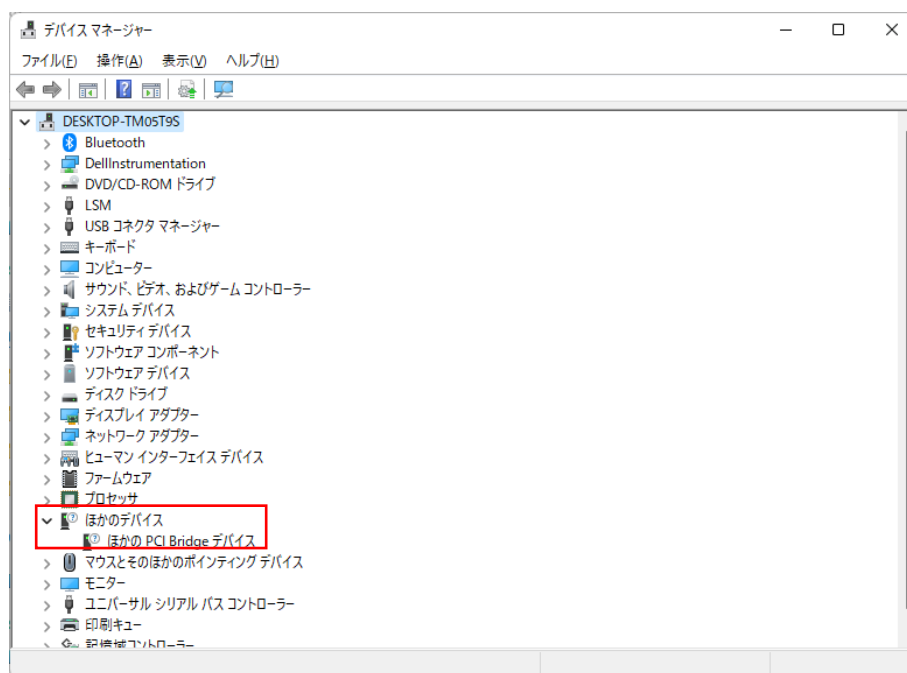 デバイス マネージャー
ファイル(F) 操作(A) 表示(V) ヘルプ(H)
DESKTOP-TM05T9S
Bluetooth
DellInstrumentation
DVD/CD-ROM ドライブ
LSM
USB コネクタ マネージャー
キーボード
コンピューター
サウンド、ビデオ、およびゲーム コントローラー
システム デバイス
セキュリティ デバイス
ソフトウェア コンポーネント
ソフトウェア デバイス
ディスク ドライブ
ディスプレイ アダプター
ネットワーク アダプター
ヒューマン インターフェイス デバイス
ファームウェア
プロセッサ
ほかのデバイス
ほかの PCI Bridge デバイス
マウスとそのほかのポインティング デバイス
モニター
ユニバーサル シリアル バス コントローラー
印刷キュー
記憶域コントローラー